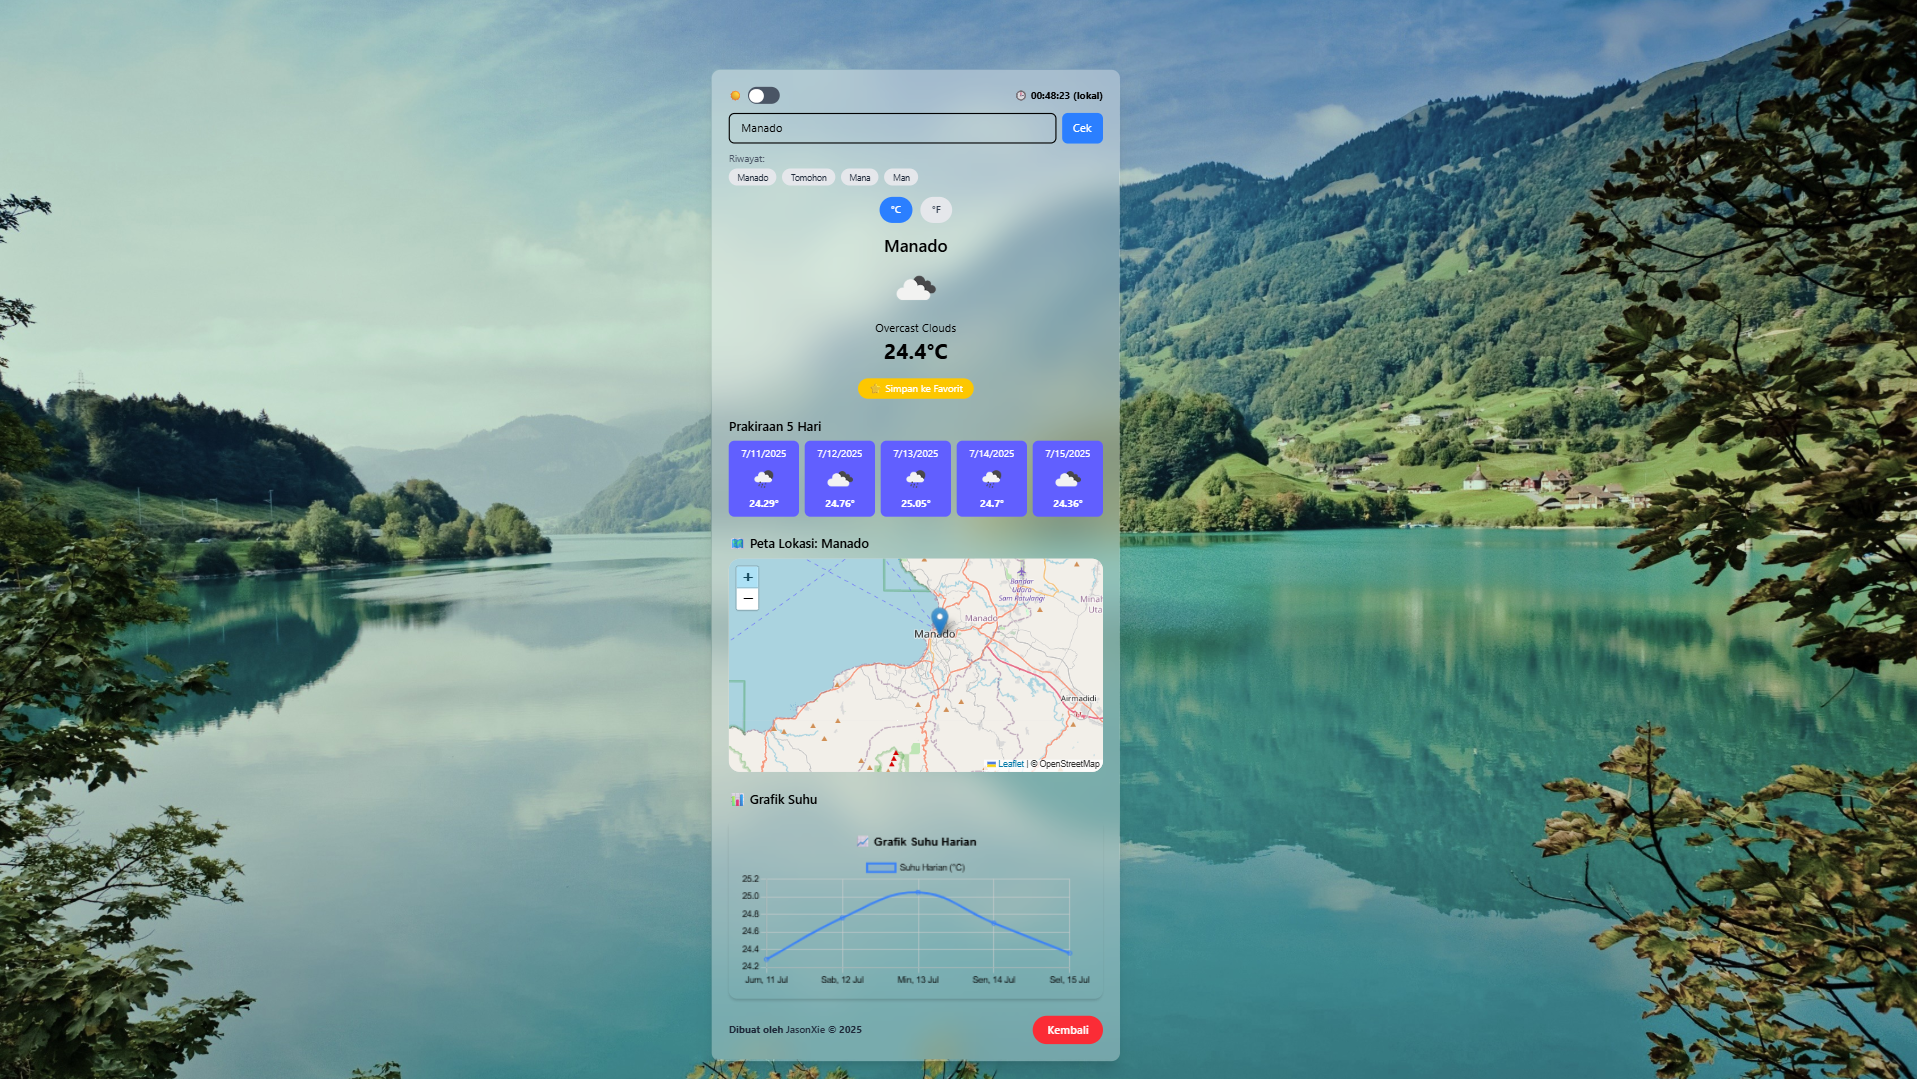 00:48:23 (lokal)
Manado
Cek
Riwayat:
Manado Tomohon Mana Man
°C °F
Manado
Overcast Clouds
24.4°C
Simpan ke Favorit
Prakiraan 5 Hari
7/11/2025 7/12/2025 7/13/2025 7/14/2025 7/15/2025
24.29° 24.76° 25.05° 24.7° 24.36°
Peta Lokasi: Manado
+
−
Bandar
Udara
Sam Ratulangi
Minah
Uta
Manado
Manado
Airmadidi
Leaflet | © OpenStreetMap
Grafik Suhu
Grafik Suhu Harian
Suhu Harian (°C)
25.2
25.0
24.8
24.6
24.4
24.2
Jum, 11 Jul Sab, 12 Jul Min, 13 Jul Sen, 14 Jul Sel, 15 Jul
Dibuat oleh JasonXie © 2025
Kembali